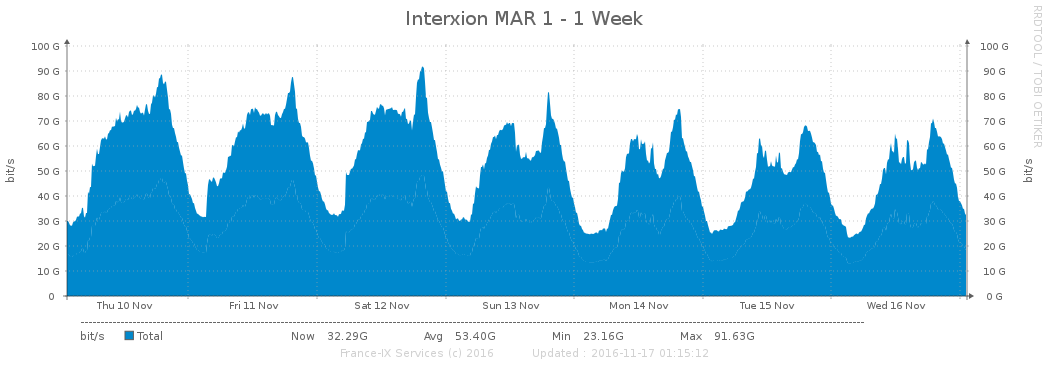 Interxion MAR 1 - 1 Week
RRDTOOL / TOBI OETIKER
100 G 100 G
90 G 90 G
80 G 80 G
70 G 70 G
60 G 60 G
50 G 50 G
40 G 40 G
30 G 30 G
20 G 20 G
10 G 10 G
0 0 G
bit/s bit/s
Thu 10 Nov Fri 11 Nov Sat 12 Nov Sun 13 Nov Mon 14 Nov Tue 15 Nov Wed 16 Nov
bit/s Total Now 32.29G Avg 53.40G Min 23.16G Max 91.63G
France-IX Services (c) 2016 Updated : 2016-11-17 01:15:12